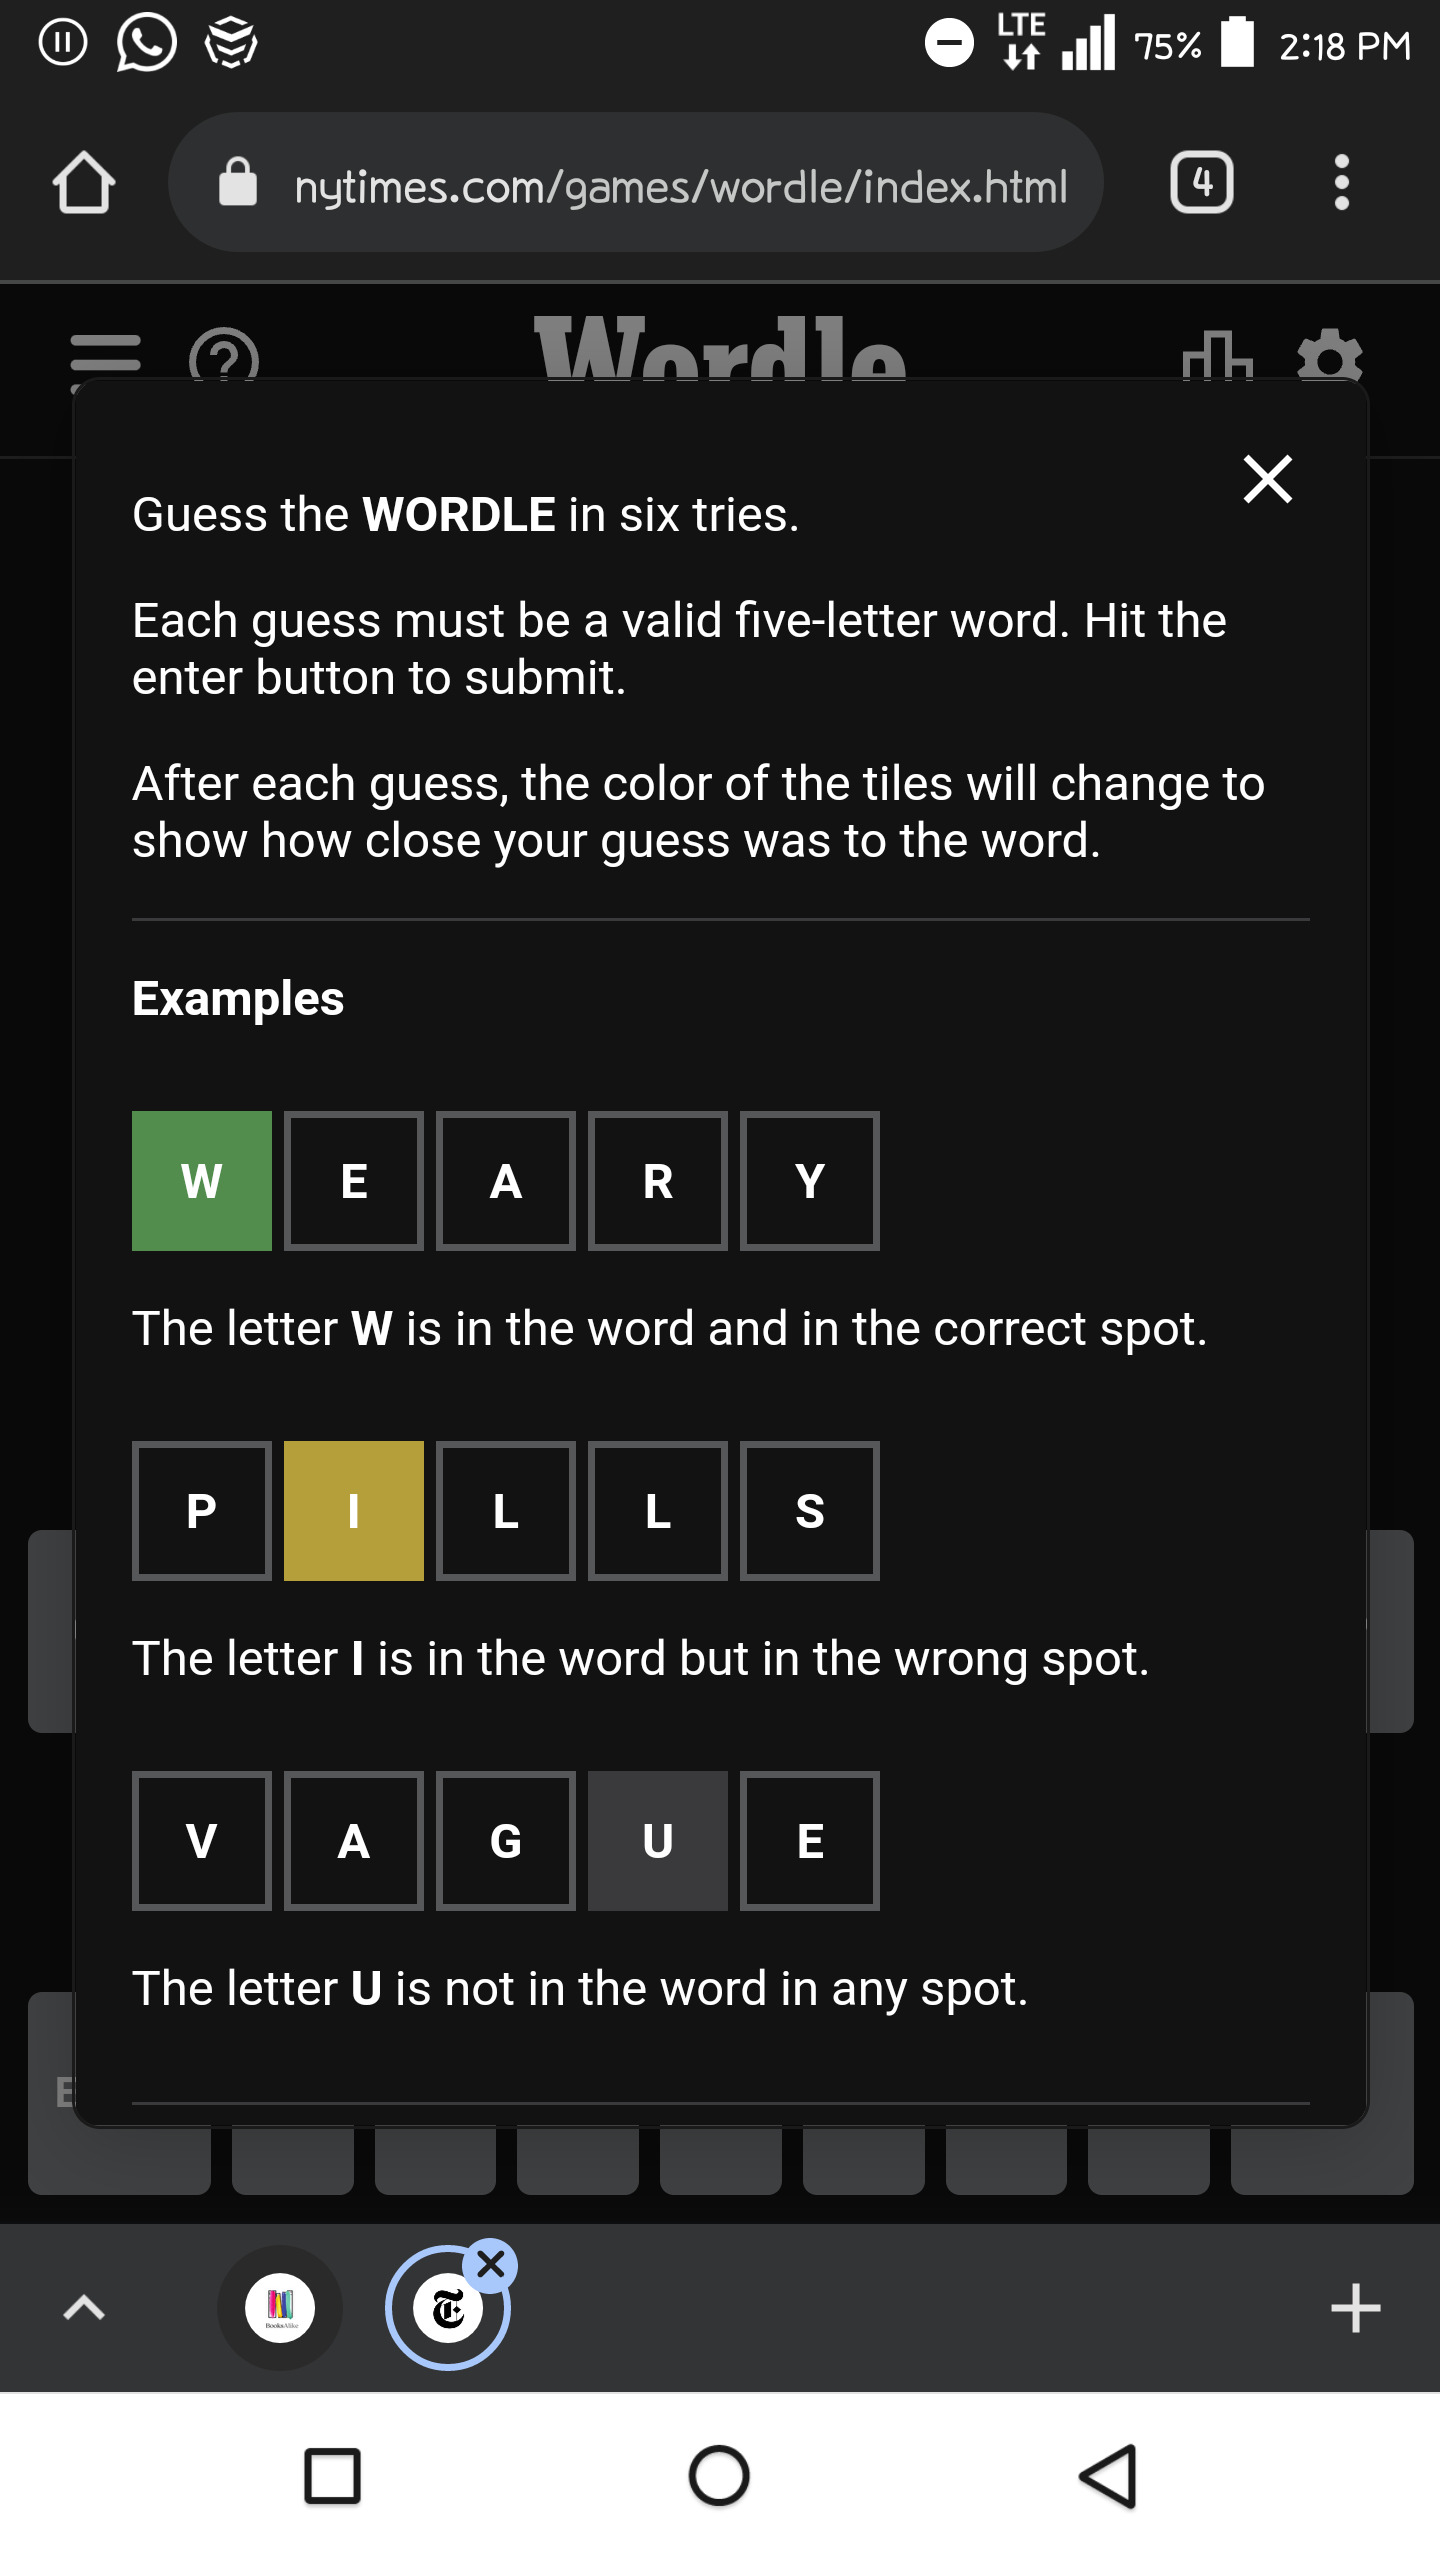 LTE 75% 2:18 PM
nytimes.com/games/wordle/index.html 4
Wordle
Guess the WORDLE in six tries.
Each guess must be a valid five-letter word. Hit the
enter button to submit.
After each guess, the color of the tiles will change to
show how close your guess was to the word.
Examples
W E A R Y
The letter W is in the word and in the correct spot.
P I L L S
The letter I is in the word but in the wrong spot.
V A G U E
The letter U is not in the word in any spot.
E
BooksAlike
T